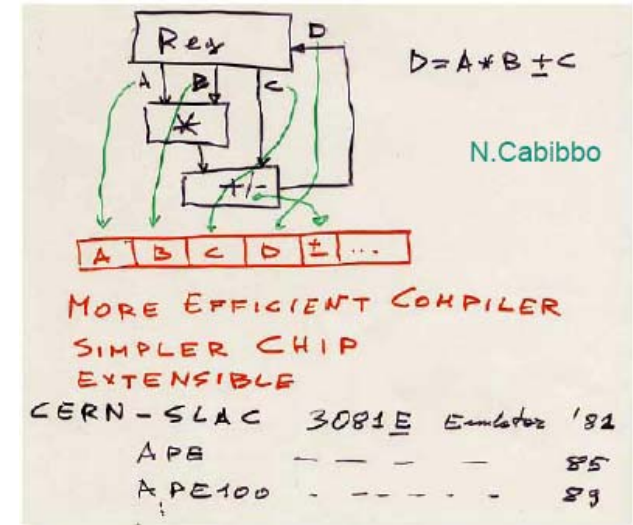 D
Reg
D = A * B ± C
A B C
*
N.Cabibbo
+/-
A B C D ± ...
MORE EFFICIENT COMPILER
SIMPLER CHIP
EXTENSIBLE
CERN - SLAC 3081E Emulator '81
APE - - - - 85
APE100 - - - - - - 89